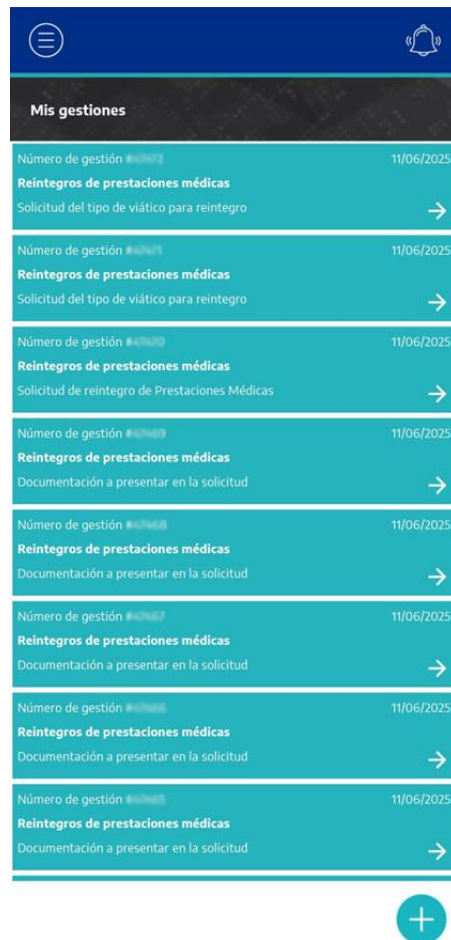 Mis gestiones
Número de gestión
11/06/2025
Reintegros de prestaciones médicas
Solicitud del tipo de viático para reintegro
Número de gestión
11/06/2025
Reintegros de prestaciones médicas
Solicitud del tipo de viático para reintegro
Número de gestión
11/06/2025
Reintegros de prestaciones médicas
Solicitud de reintegro de Prestaciones Médicas
Número de gestión
11/06/2025
Reintegros de prestaciones médicas
Documentación a presentar en la solicitud
Número de gestión
11/06/2025
Reintegros de prestaciones médicas
Documentación a presentar en la solicitud
Número de gestión
11/06/2025
Reintegros de prestaciones médicas
Documentación a presentar en la solicitud
Número de gestión
11/06/2025
Reintegros de prestaciones médicas
Documentación a presentar en la solicitud
Número de gestión
11/06/2025
Reintegros de prestaciones médicas
Documentación a presentar en la solicitud